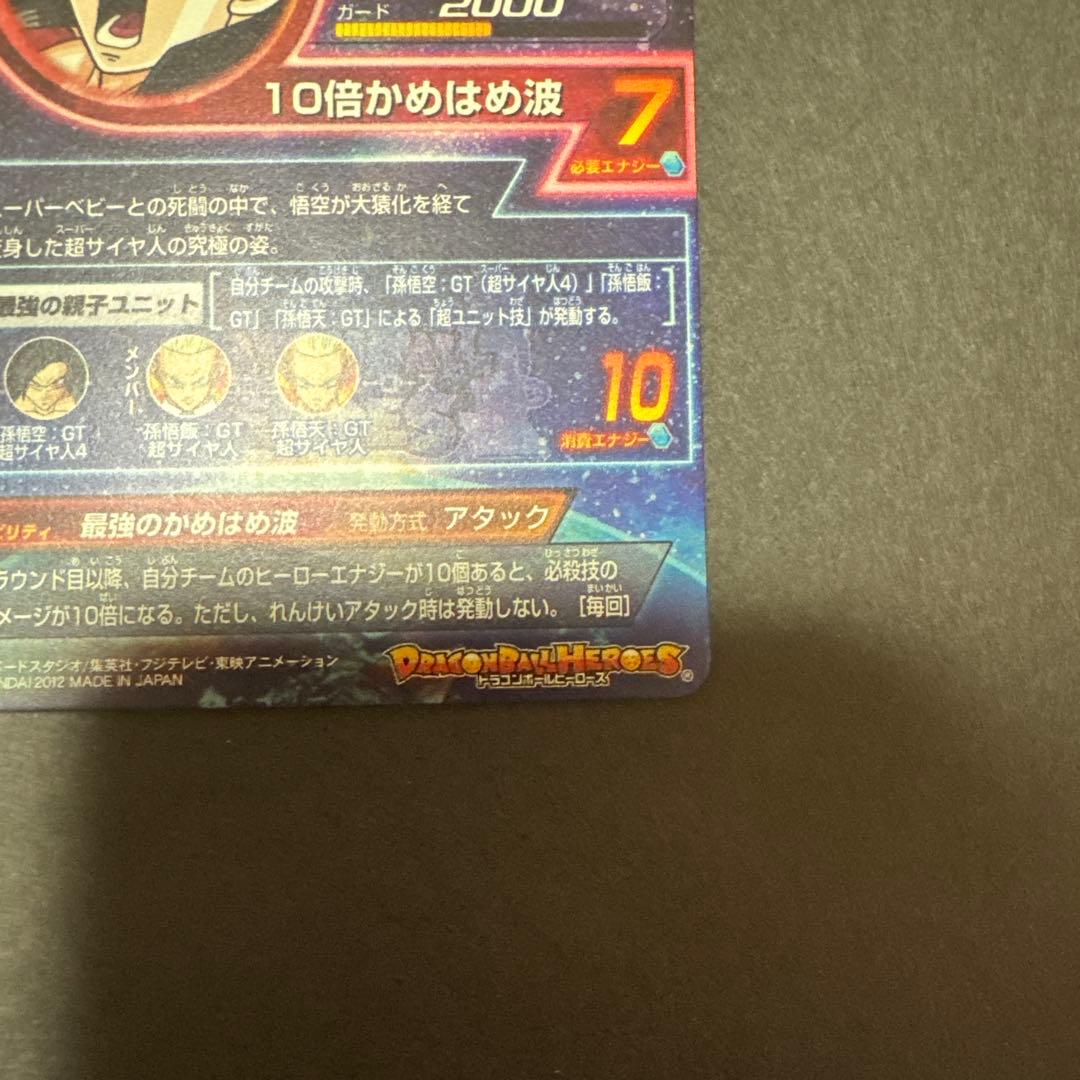 ガード 2000
10倍かめはめ波
7
必要エナジー
ーパーベビーとの死闘の中で、悟空が大猿化を経て
身した超サイヤ人の究極の姿。
最強の親子ユニット
自分チームの攻撃時、「孫悟空:GT(超サイヤ人4)」「孫悟飯:
GT」「孫悟天:GT」による「超ユニット技」が発動する。
メンバー
孫悟空:GT
超サイヤ人4
孫悟飯:GT
超サイヤ人
孫悟天:GT
超サイヤ人
10
消費エナジー
ビリティ 最強のかめはめ波 発動方式 アタック
ラウンド目以降、自分チームのヒーローエナジーが10個あると、必殺技の
メージが10倍になる。ただし、れんけいアタック時は発動しない。[毎回]
ードスタジオ/集英社・フジテレビ・東映アニメーション
NDAI 2012 MADE IN JAPAN
DRAGONBALL HEROES
ドラゴンボールヒーローズ